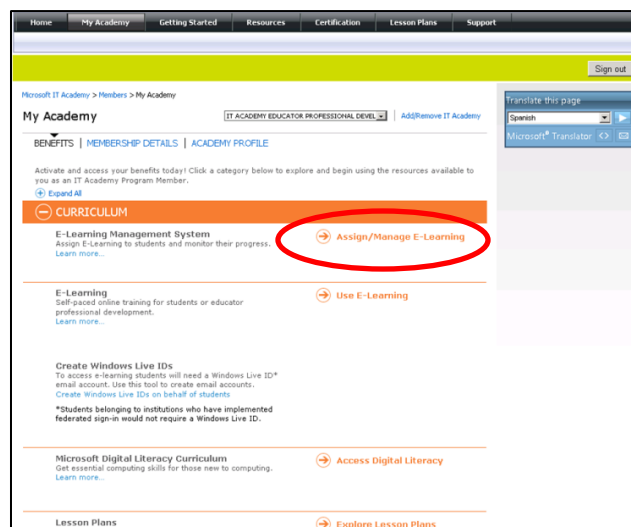 Home My Academy Getting Started Resources Certification Lesson Plans Support
Sign out
Microsoft IT Academy > Members > My Academy
Translate this page
My Academy
IT ACADEMY EDUCATOR PROFESSIONAL DEVEL
Add/Remove IT Academy
Spanish
Microsoft® Translator <>
BENEFITS | MEMBERSHIP DETAILS | ACADEMY PROFILE
Activate and access your benefits today! Click a category below to explore and begin using the resources available to
you as an IT Academy Program Member.
Expand All
CURRICULUM
E-Learning Management System
Assign/Manage E-Learning
Assign E-Learning to students and monitor their progress.
Learn more...
E-Learning
Use E-Learning
Self-paced online training for students or educator
professional development.
Learn more...
Create Windows Live IDs
To access e-learning students will need a Windows Live ID*
email account. Use this tool to create email accounts.
Create Windows Live IDs on behalf of students
*Students belonging to institutions who have implemented
federated sign-in would not require a Windows Live ID.
Microsoft Digital Literacy Curriculum
Access Digital Literacy
Get essential computing skills for those new to computing.
Learn more...
Lesson Plans
Explore Lesson Plans